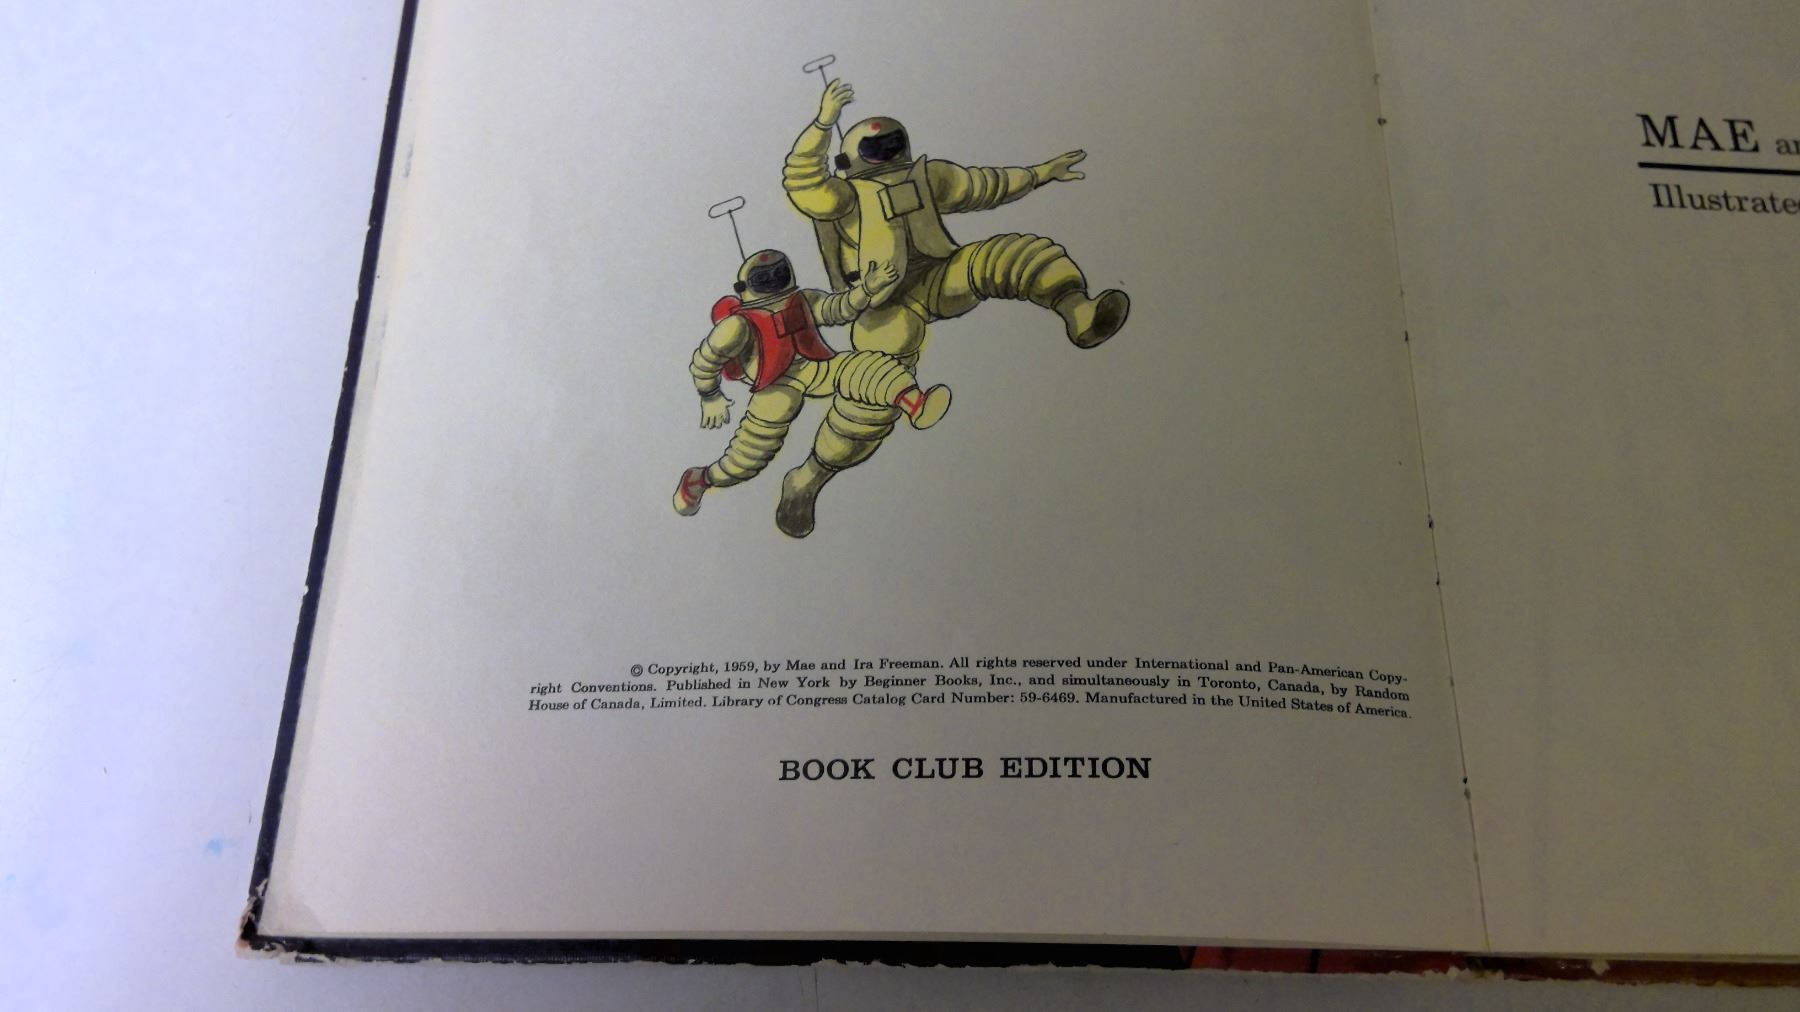 © Copyright, 1959, by Mae and Ira Freeman. All rights reserved under International and Pan-American Copy-
right Conventions. Published in New York by Beginner Books, Inc., and simultaneously in Toronto, Canada, by Random
House of Canada, Limited. Library of Congress Catalog Card Number: 59-6469. Manufactured in the United States of America.
BOOK CLUB EDITION
MAE